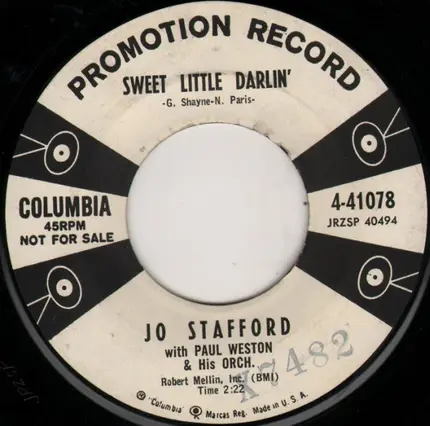 PROMOTION RECORD
SWEET LITTLE DARLIN'
-G. Shayne-N. Paris-
COLUMBIA
45RPM
NOT FOR SALE
4-41078
JRZSP 40494
JO STAFFORD
with PAUL WESTON
& His ORCH.
Robert Mellin, Inc. (BMI)
Time 2:22
X7482
"Columbia" Marcas Reg. Made in U.S.A.